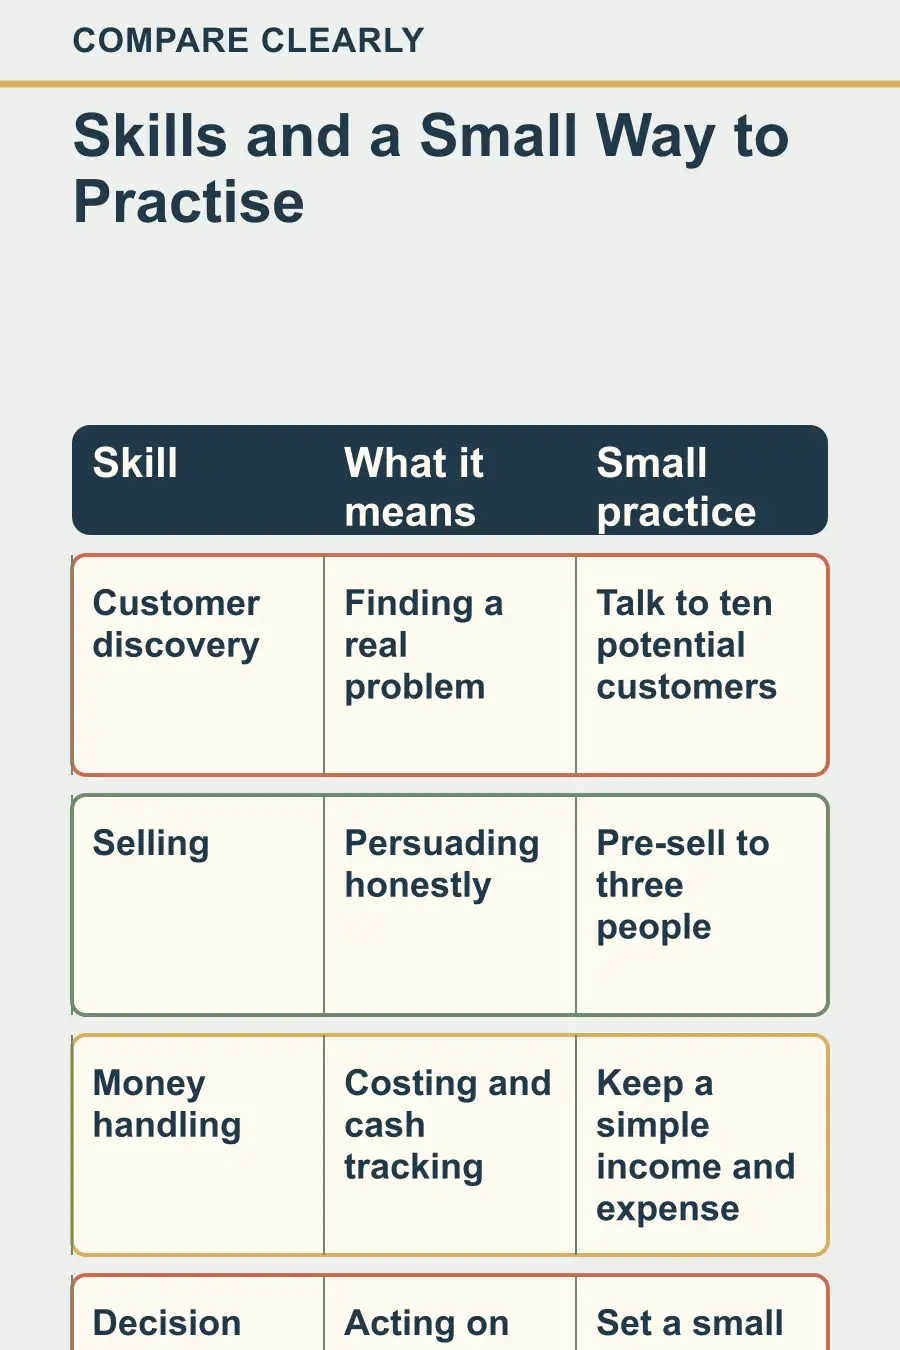 COMPARE CLEARLY
Skills and a Small Way to
Practise
Skill
What it
means
Small
practice
Customer
discovery
Finding a
real
problem
Talk to ten
potential
customers
Selling
Persuading
honestly
Pre-sell to
three
people
Money
handling
Costing and
cash
tracking
Keep a
simple
income and
expense
Decision
Acting on
Set a small